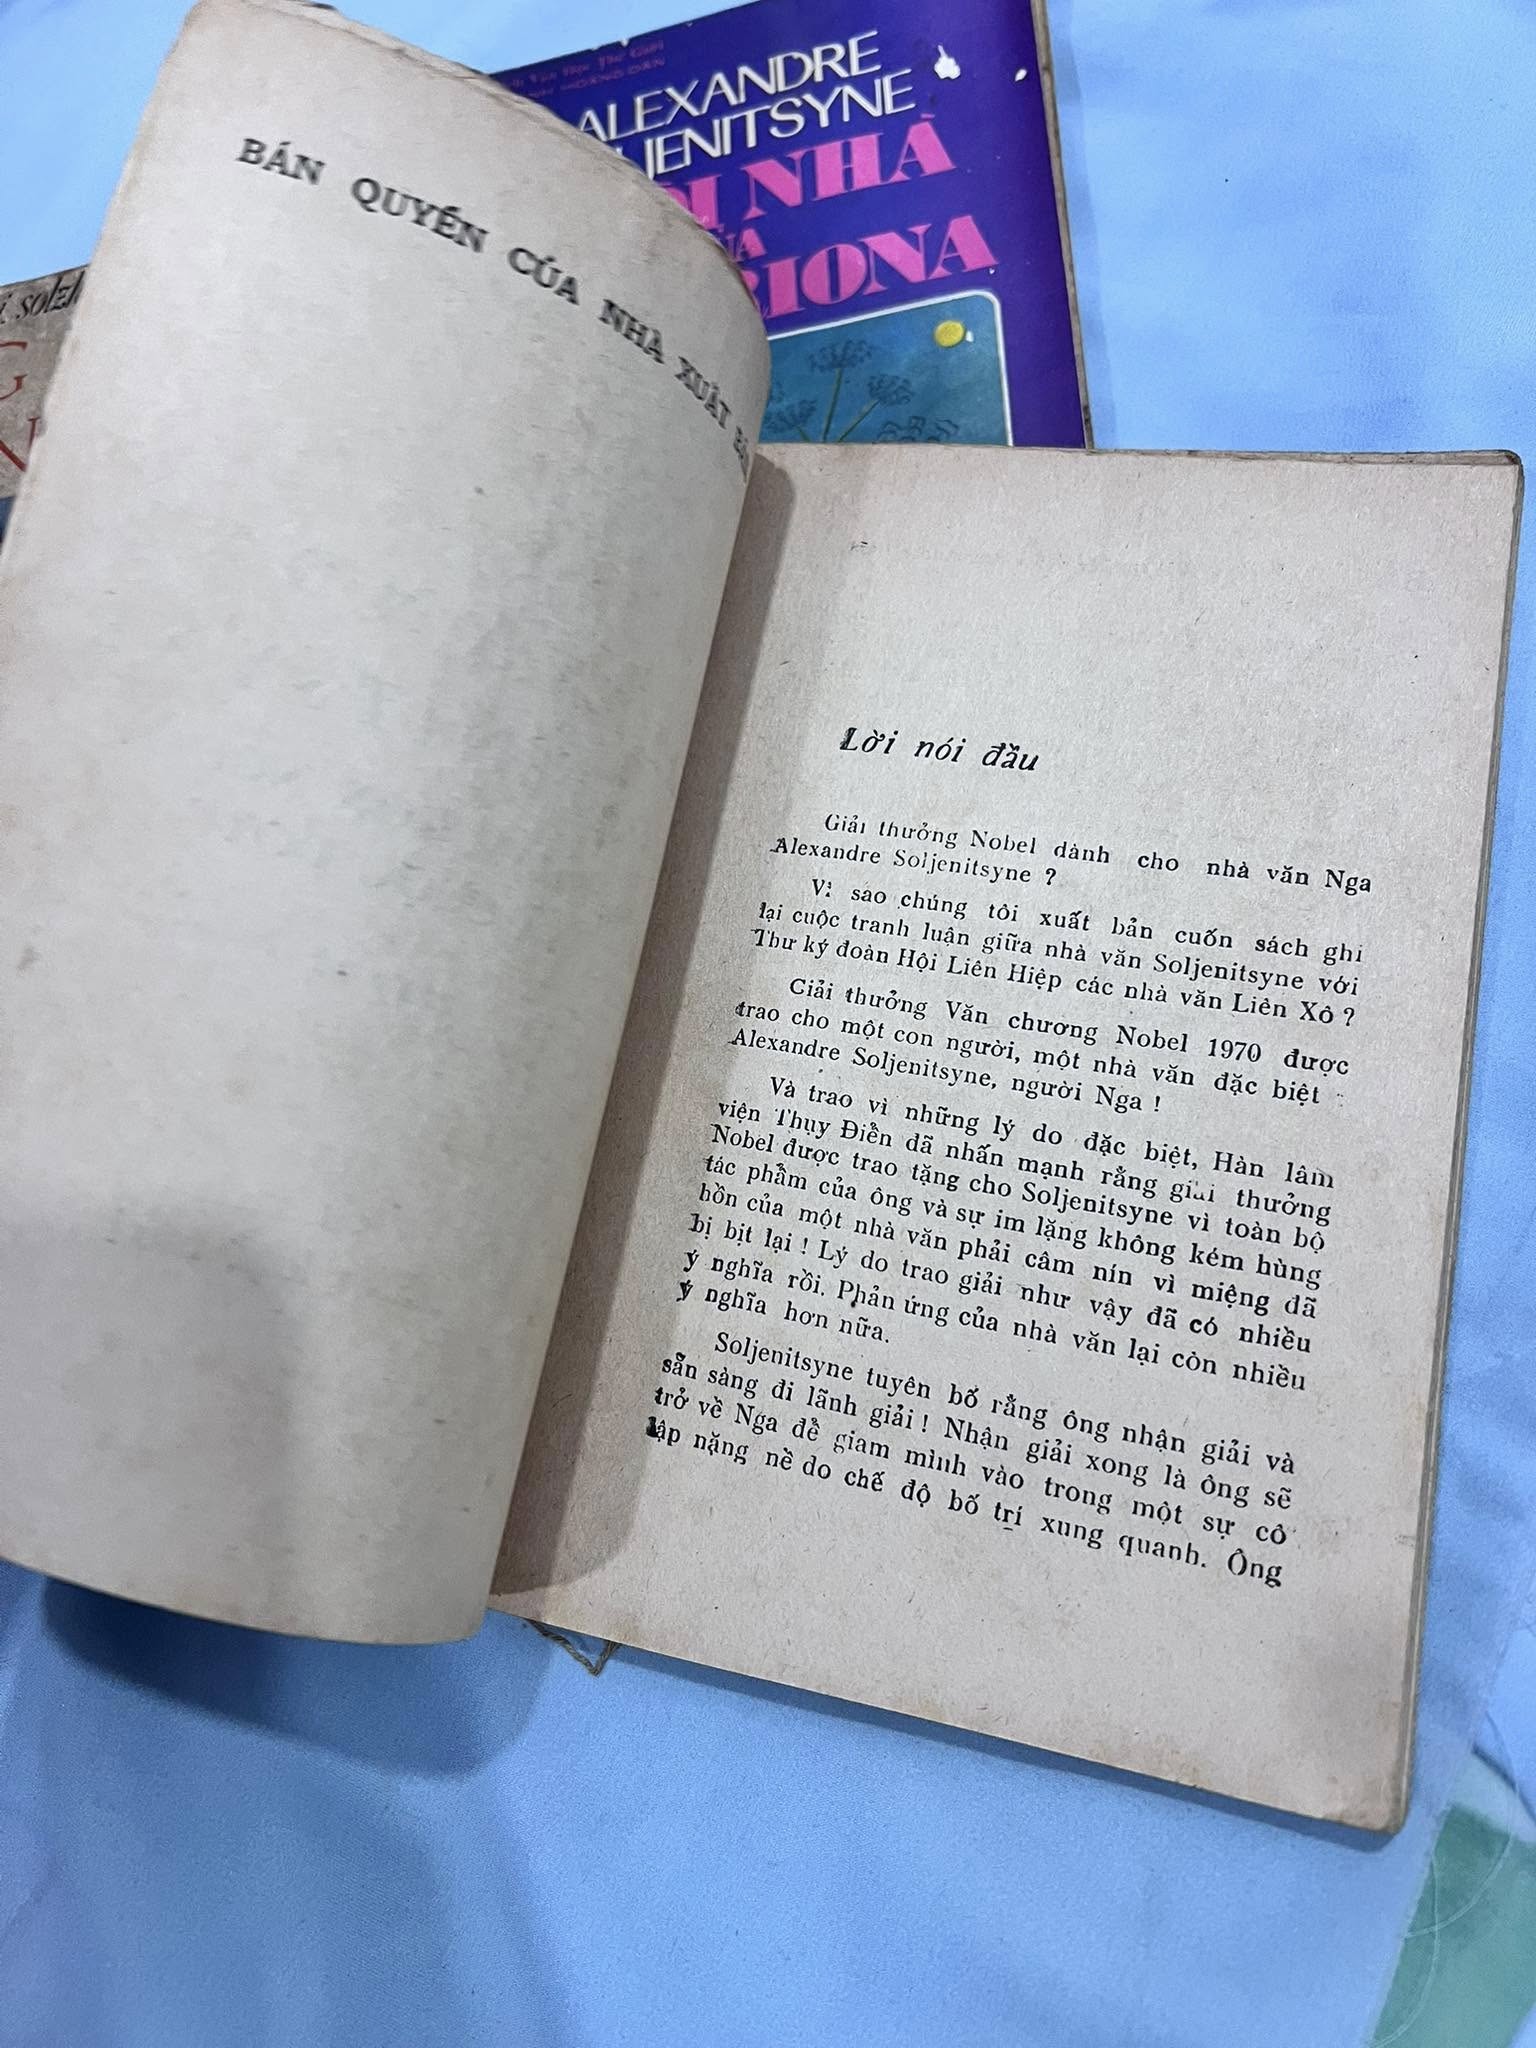 ALEXANDRE
NHÀ
BẢN QUYỀN CỦA NHÀ XUẤT
Lời nói đầu
Giải thưởng Nobel dành cho nhà văn Nga
Alexandre Soljenitsyne ?
Vì sao chúng tôi xuất bản cuốn sách ghi
lại cuộc tranh luận giữa nhà văn Soljenitsyne với
Thư ký đoàn Hội Liên Hiệp các nhà văn Liên Xô ?
Giải thưởng Văn chương Nobel 1970 được
trao cho một con người, một nhà văn đặc biệt :
Alexandre Soljenitsyne, người Nga !
Và trao vì những lý do đặc biệt, Hàn lâm
viện Thụy Điển đã nhấn mạnh rằng giải thưởng
Nobel được trao tặng cho Soljenitsyne vì toàn bộ
tác phẩm của ông và sự im lặng không kém hùng
hồn của một nhà văn phải câm nín vì miệng đã
bị bịt lại ! Lý do trao giải như vậy đã có nhiều
ý nghĩa rồi. Phản ứng của nhà văn lại còn nhiều
ý nghĩa hơn nữa.
Soljenitsyne tuyên bố rằng ông nhận giải và
sẵn sàng đi lãnh giải ! Nhận giải xong là ông sẽ
trở về Nga để giam mình vào trong một sự cô
lập nặng nề do chế độ bố trí xung quanh. Ông